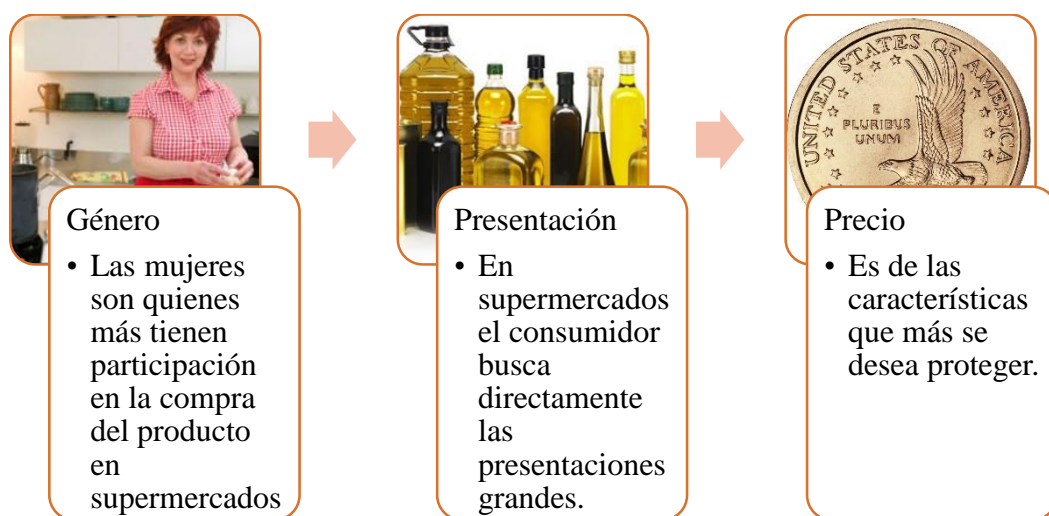 UNITED STATES OF AMERICA
E
PLURIBUS
UNUM
Género
• Las mujeres
son quienes
más tienen
participación
en la compra
del producto
en
supermercados
Presentación
• En
supermercados
el consumidor
busca
directamente
las
presentaciones
grandes.
Precio
• Es de las
características
que más se
desea proteger.